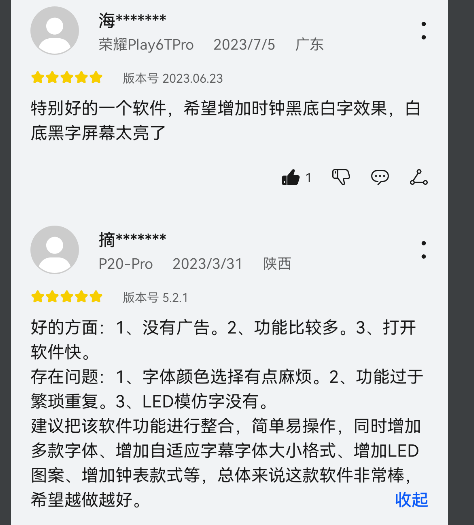 海*******
荣耀Play6TPro 2023/7/5 广东
版本号 2023.06.23
特别好的一个软件，希望增加时钟黑底白字效果，白
底黑字屏幕太亮了
1
摘*******
P20-Pro 2023/3/31 陕西
版本号 5.2.1
好的方面：1、没有广告。2、功能比较多。3、打开
软件快。
存在问题：1、字体颜色选择有点麻烦。2、功能过于
繁琐重复。3、LED模仿字没有。
建议把该软件功能进行整合，简单易操作，同时增加
多款字体、增加自适应字幕字体大小格式、增加LED
图案、增加钟表款式等，总体来说这款软件非常棒，
希望越做越好。 收起